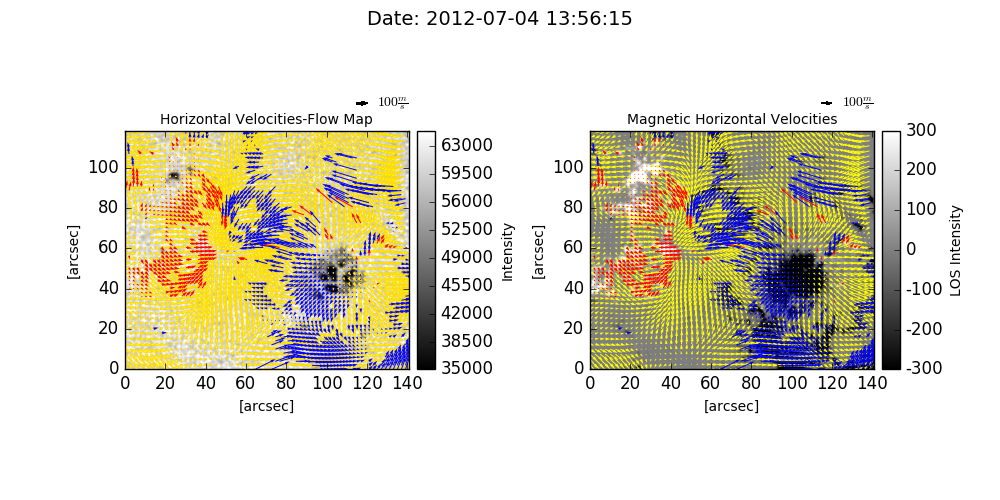 Date: 2012-07-04 13:56:15
100 m/s
100 m/s
Horizontal Velocities-Flow Map
Magnetic Horizontal Velocities
100
80
60
40
20
0
[arcsec]
0 20 40 60 80 100 120 140
[arcsec]
63000
59500
56000
52500
49000
45500
42000
38500
35000
Intensity
100
80
60
40
20
0
[arcsec]
0 20 40 60 80 100 120 140
[arcsec]
300
200
100
0
-100
-200
-300
LOS Intensity